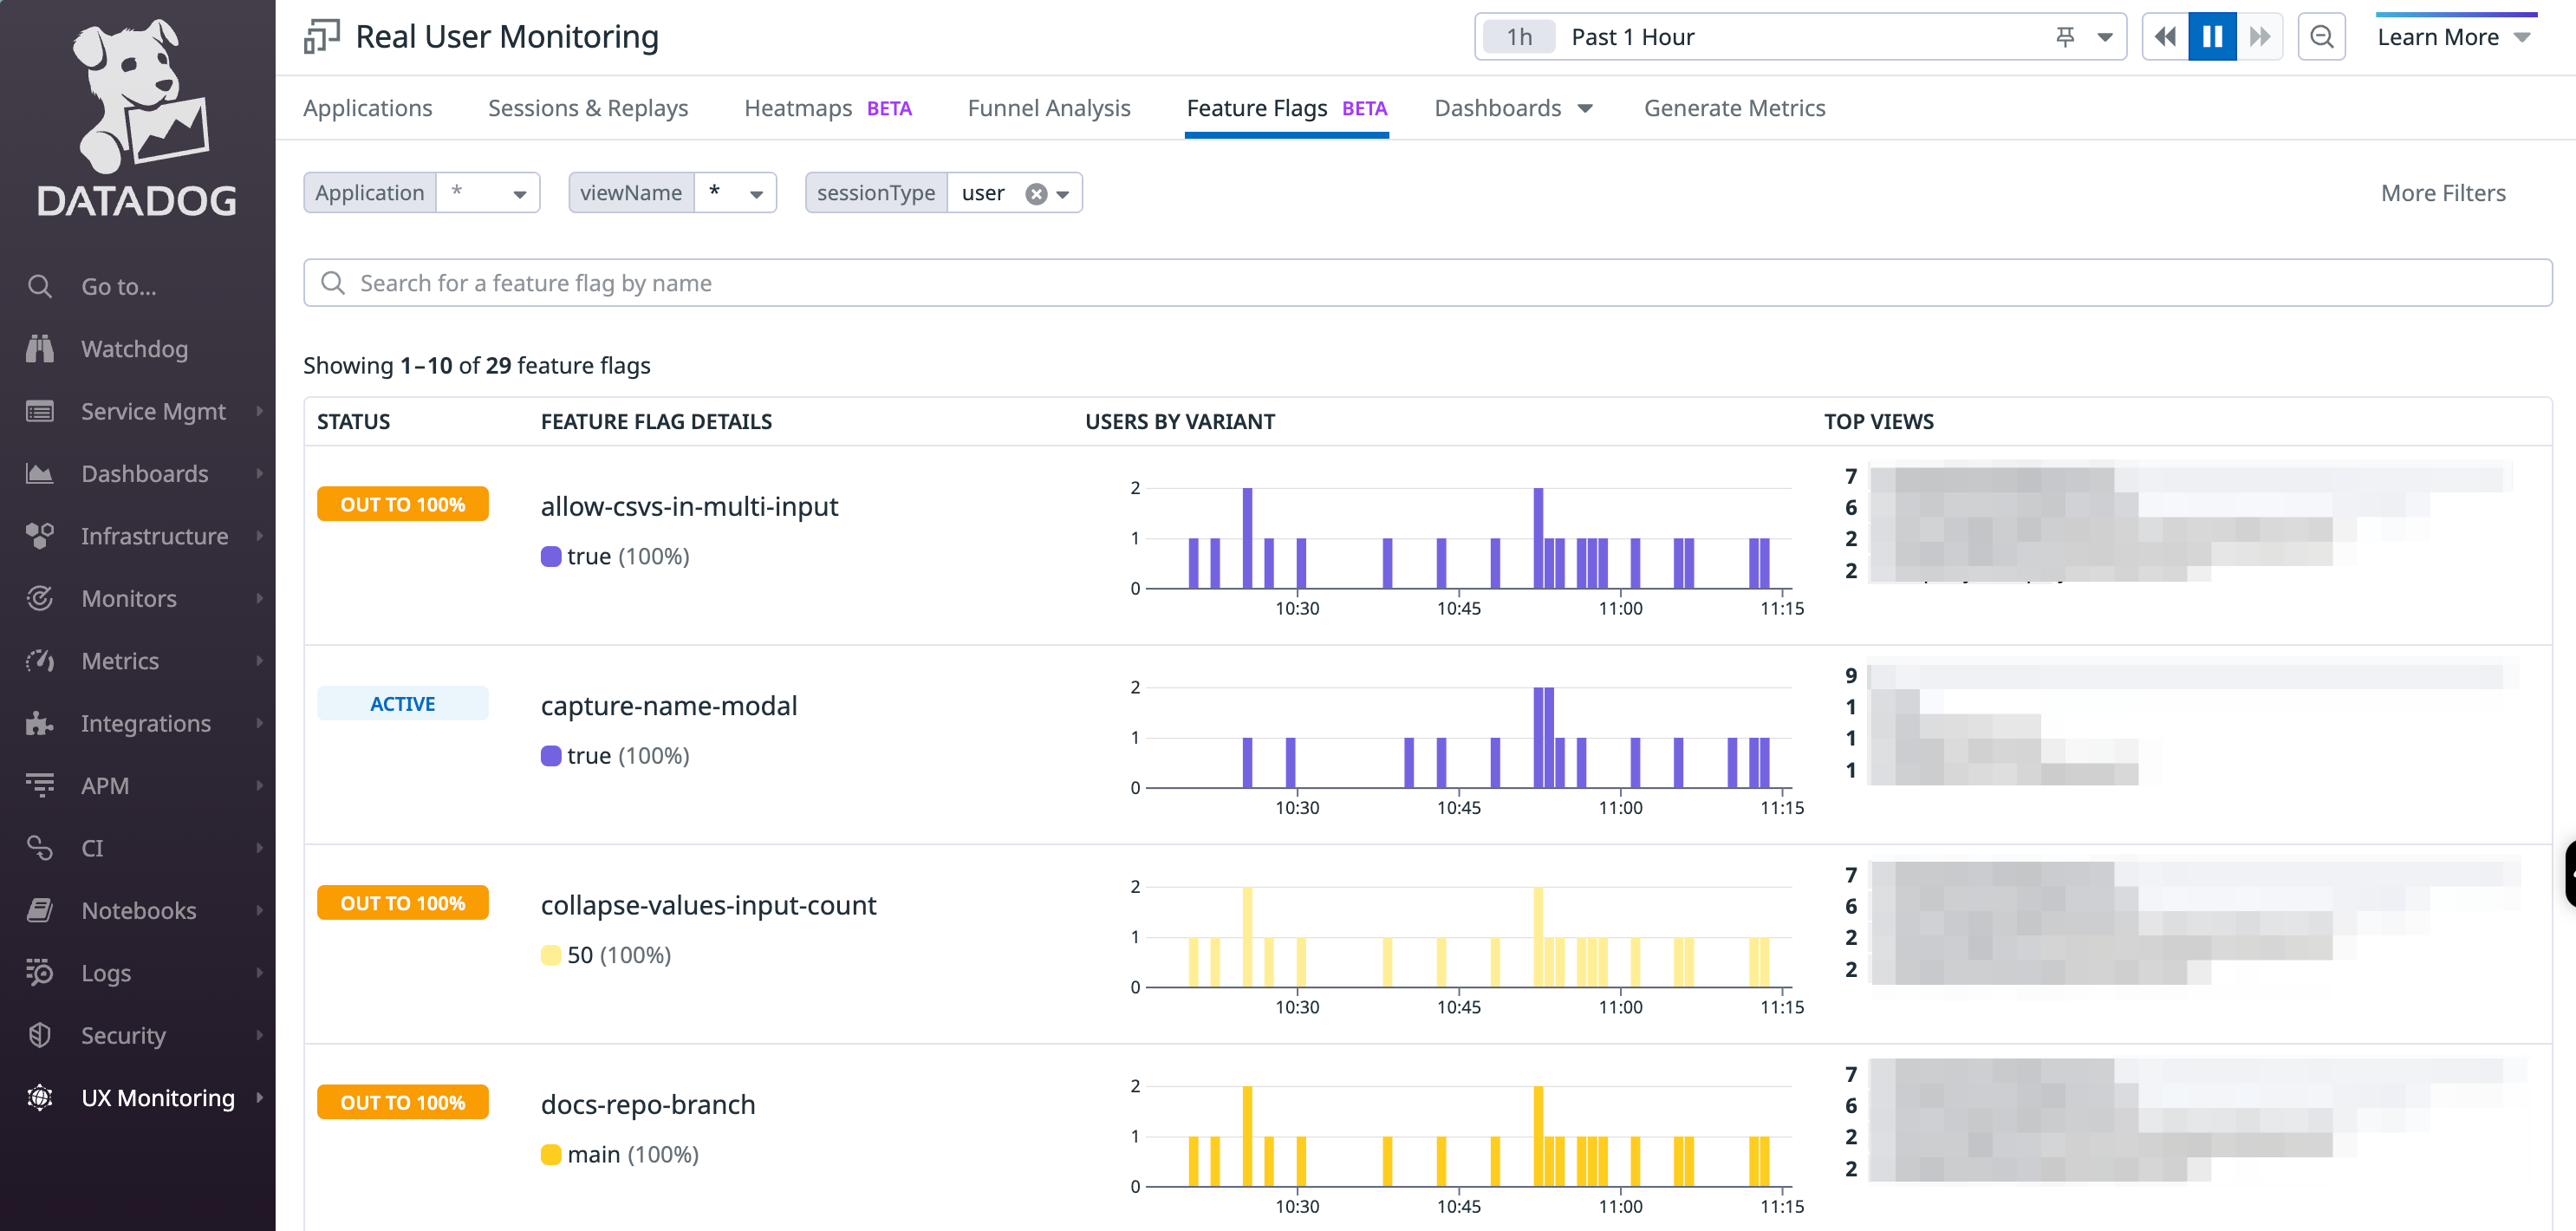 DATADOG
Go to...
Watchdog
Service Mgmt
Dashboards
Infrastructure
Monitors
Metrics
Integrations
APM
CI
Notebooks
Logs
Security
UX Monitoring
Real User Monitoring
1h Past 1 Hour
Learn More
Applications Sessions & Replays Heatmaps BETA Funnel Analysis Feature Flags BETA Dashboards Generate Metrics
Application * viewName * sessionType user More Filters
Search for a feature flag by name
Showing 1–10 of 29 feature flags
STATUS FEATURE FLAG DETAILS USERS BY VARIANT TOP VIEWS
OUT TO 100%
allow-csvs-in-multi-input
true (100%)
2
1
0
10:30 10:45 11:00 11:15
7
6
2
2
ACTIVE
capture-name-modal
true (100%)
2
1
0
10:30 10:45 11:00 11:15
9
1
1
1
OUT TO 100%
collapse-values-input-count
50 (100%)
2
1
0
10:30 10:45 11:00 11:15
7
6
2
2
OUT TO 100%
docs-repo-branch
main (100%)
2
1
0
10:30 10:45 11:00 11:15
7
6
2
2